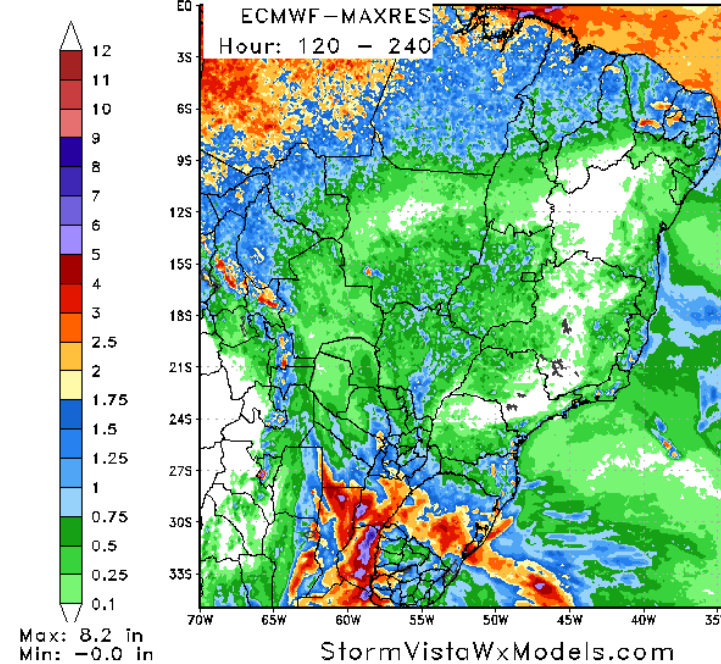 ECMWF-MAXRES
Hour: 120 - 240
12
11
10
9
8
7
6
5
4
3
2.5
2
1.75
1.5
1.25
1
0.75
0.5
0.25
0.1
Max: 8.2 in
Min: -0.0 in
EQ
3S
6S
9S
12S
15S
18S
21S
24S
27S
30S
33S
70W
65W
60W
55W
50W
45W
40W
35W
StormVistaWxModels.com